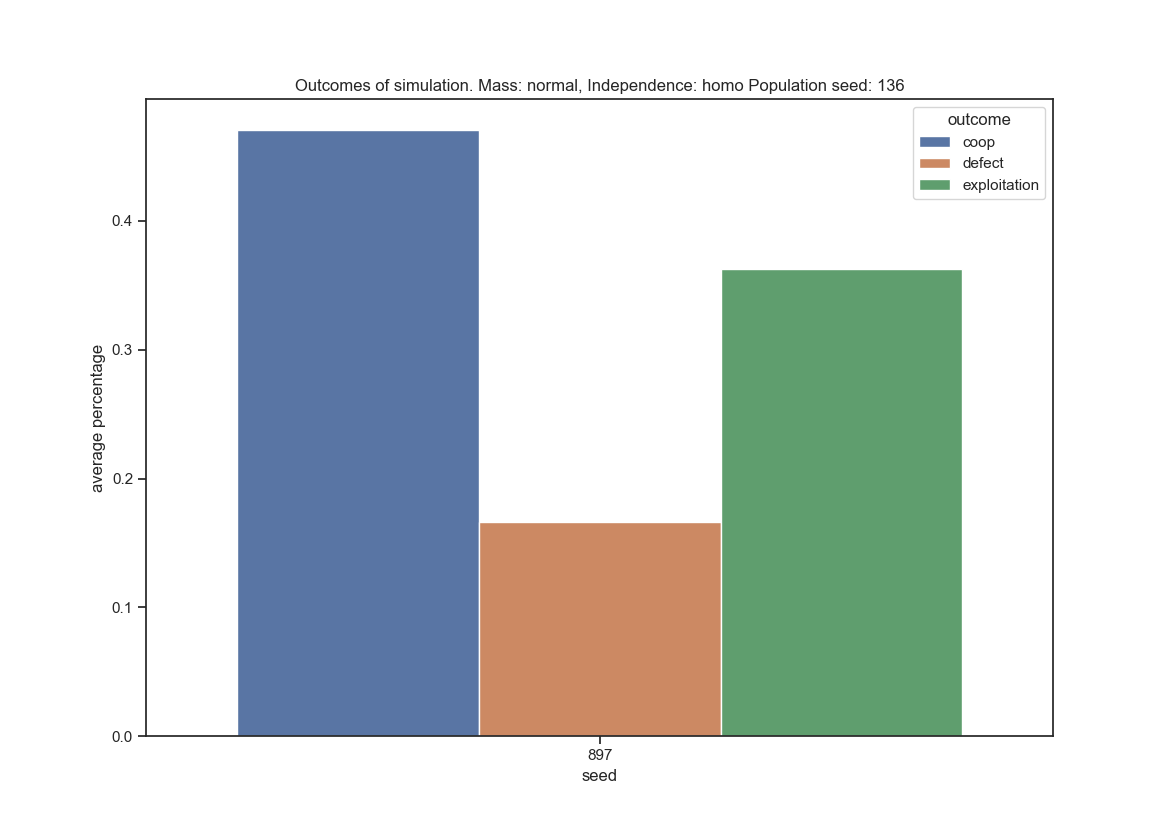 Outcomes of simulation. Mass: normal, Independence: homo Population seed: 136
outcome
coop
defect
exploitation
0.4
0.3
0.2
0.1
0.0
average percentage
897
seed